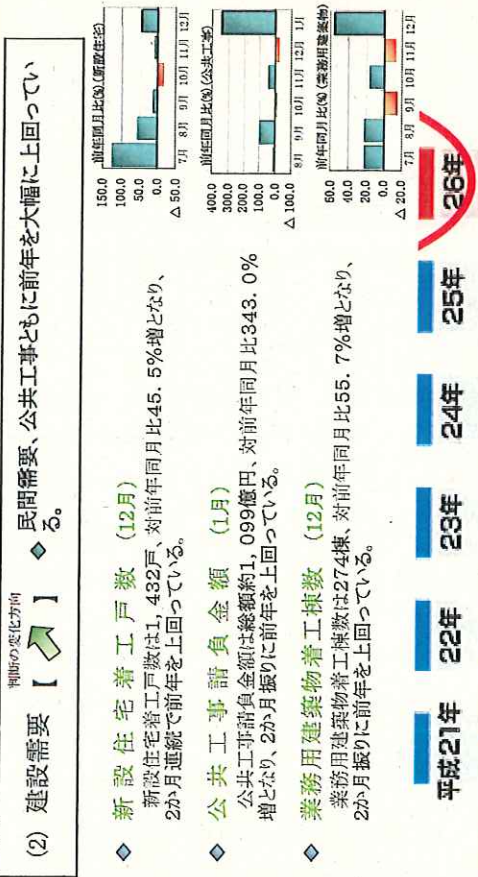 (2) 建設需要
判断の変化方向
【 】
◆ 民間需要、公共工事ともに前年を大幅に上回ってい
る。
◆ 新設住宅着工戸数 (12月)
新設住宅着工戸数は1,432戸、対前年同月比45.5%増となり、
2か月連続で前年を上回っている。
◆ 公共工事請負金額 (1月)
公共工事請負金額は総額約1,099億円、対前年同月比343.0%
増となり、2か月振りに前年を上回っている。
◆ 業務用建築物着工棟数 (12月)
業務用建築物着工棟数は274棟、対前年同月比55.7%増となり、
2か月振りに前年を上回っている。
前年同月比(%)(新設住宅)
150.0
100.0
50.0
0.0
△ 50.0
7月 8月 9月 10月 11月 12月
前年同月比(%)(公共工事)
400.0
300.0
200.0
100.0
0.0
△ 100.0
8月 9月 10月 11月 12月 1月
前年同月比(%)(業務用建築物)
60.0
40.0
20.0
0.0
△ 20.0
7月 8月 9月 10月 11月 12月
平成21年 22年 23年 24年 25年 26年